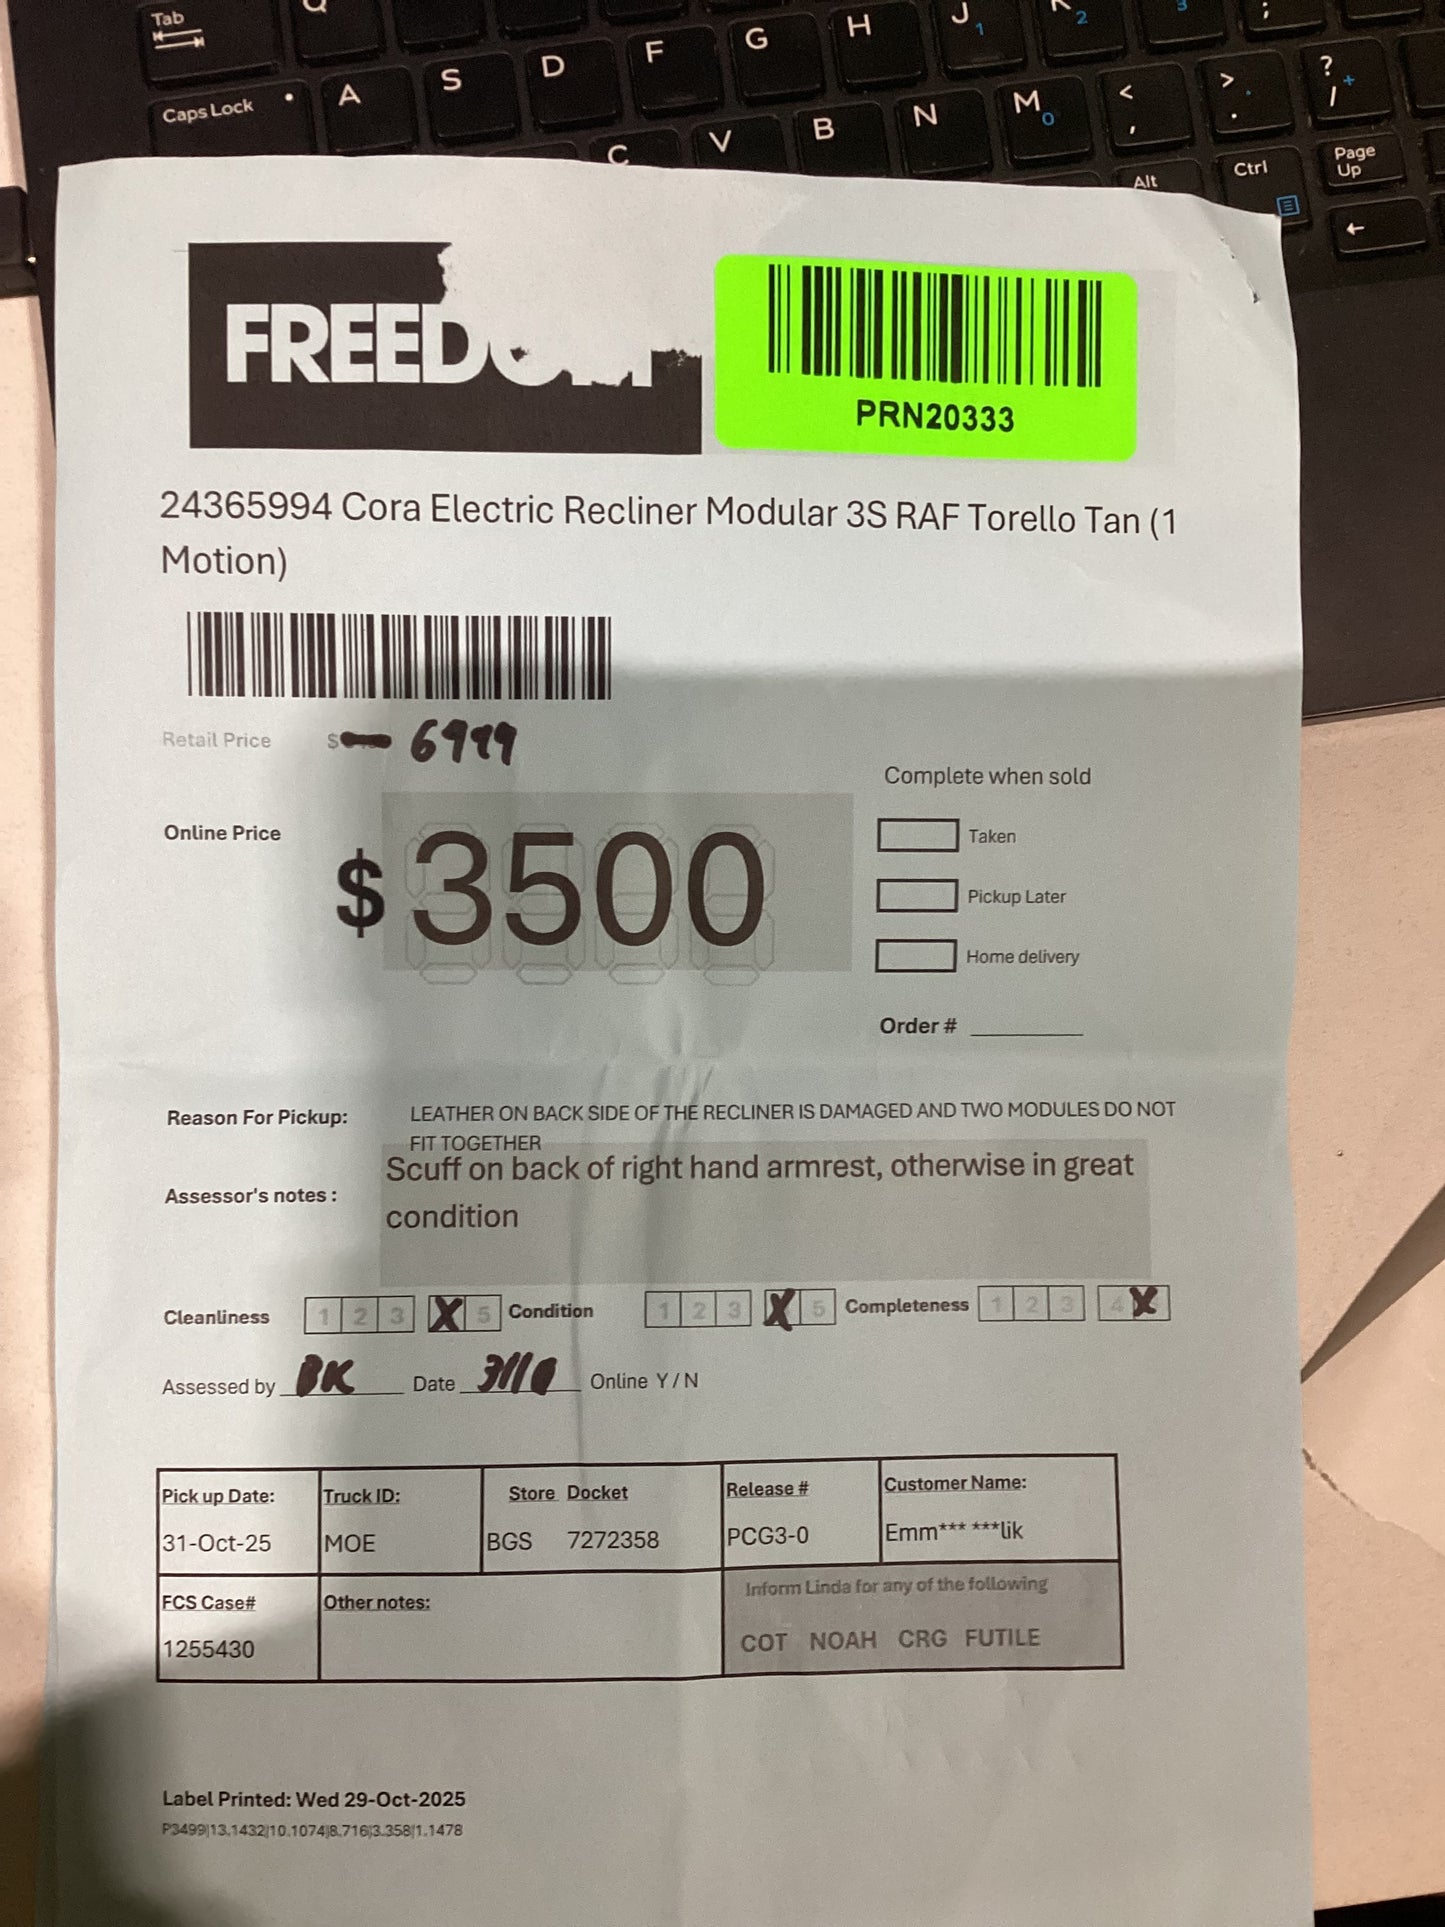 Tab
D F G H J 1 2 3 ;
Caps Lock A S
C V B N M 0 < , > . ? / +
Alt Ctrl Page Up
FREEDOM
PRN20333
24365994 Cora Electric Recliner Modular 3S RAF Torello Tan (1
Motion)
Retail Price $ 6999
Complete when sold
Online Price $ 3500
Taken
Pickup Later
Home delivery
Order #
Reason For Pickup: LEATHER ON BACK SIDE OF THE RECLINER IS DAMAGED AND TWO MODULES DO NOT
FIT TOGETHER
Assessor's notes : Scuff on back of right hand armrest, otherwise in great
condition
Cleanliness 1 2 3 X 5 Condition 1 2 3 X 5 Completeness 1 2 3 4 X
Assessed by BK Date 31/10 Online Y / N
Pick up Date: Truck ID: Store Docket Release # Customer Name:
31-Oct-25 MOE BGS 7272358 PCG3-0 Emm*** ***lik
FCS Case# Other notes: Inform Linda for any of the following
1255430 COT NOAH CRG FUTILE
Label Printed: Wed 29-Oct-2025
P3499|13.1432|10.1074|8.716|3.358|1.1478